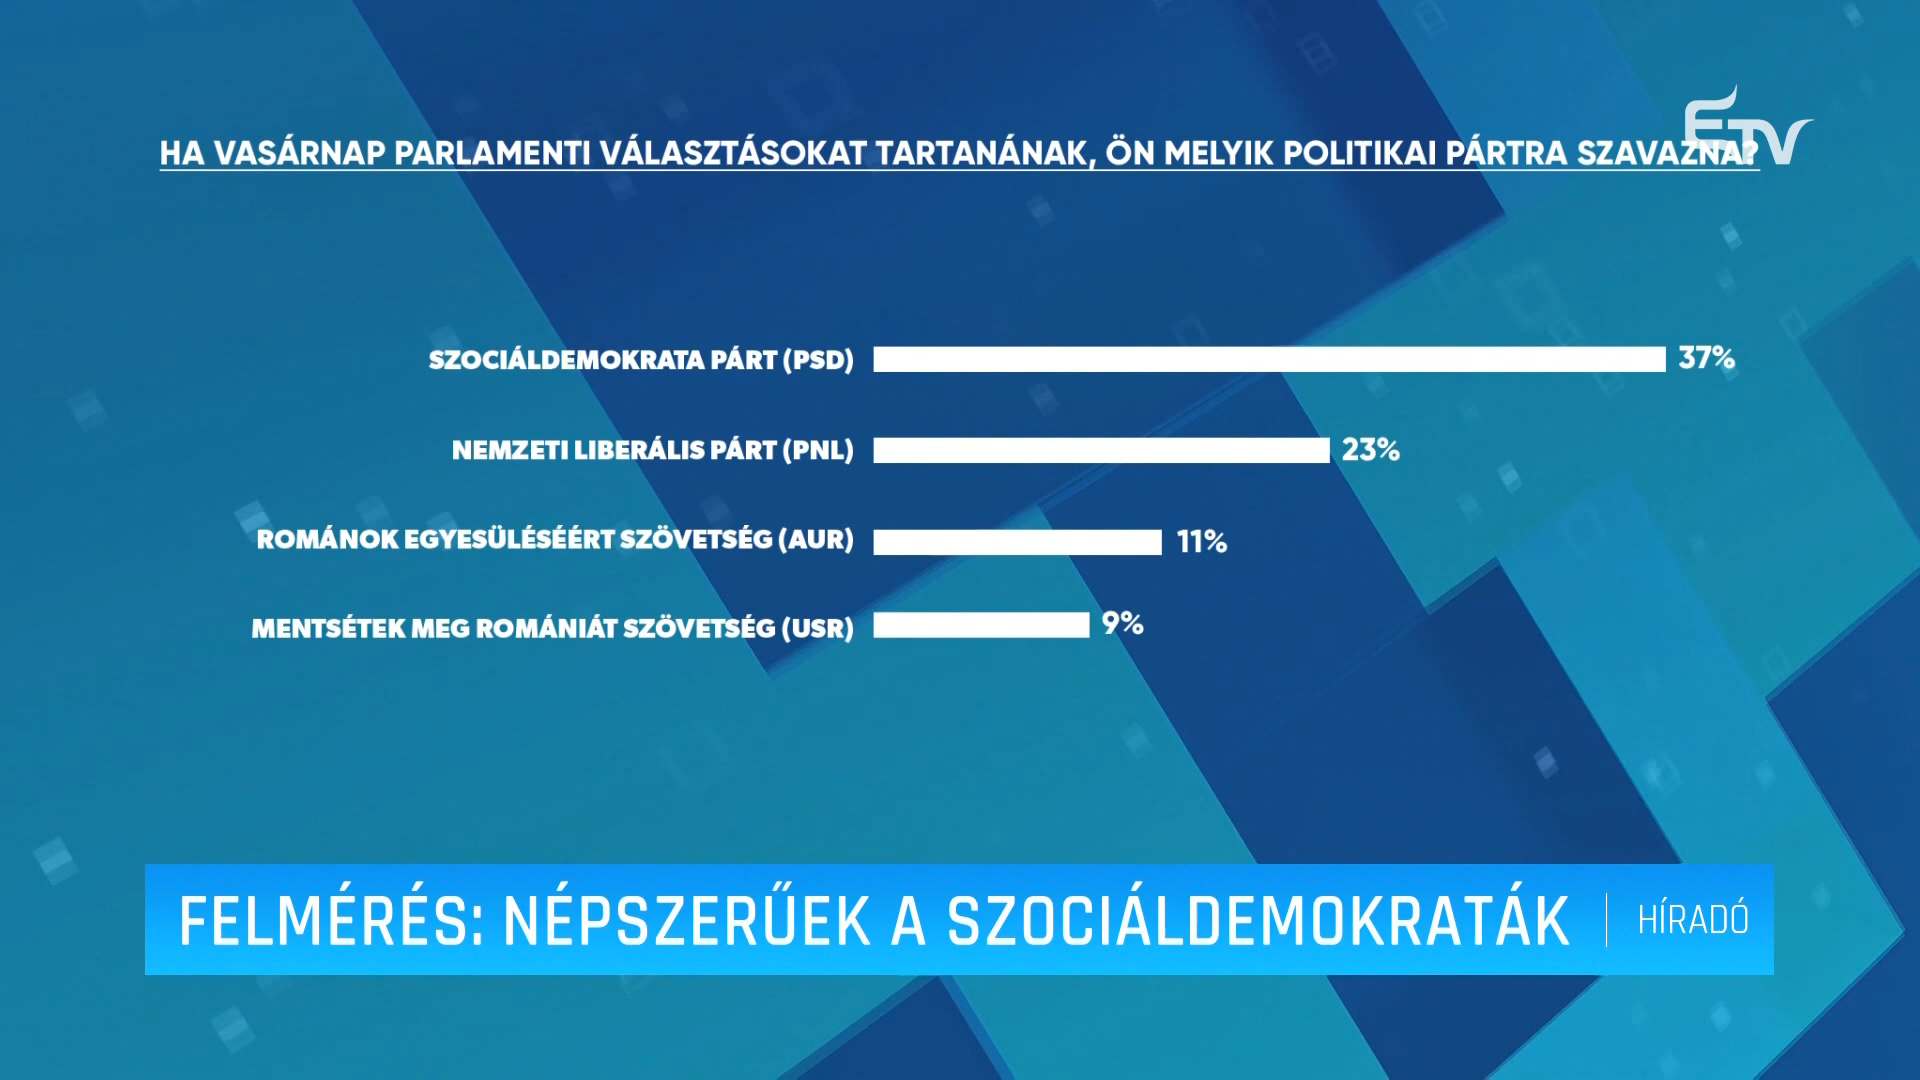 ETV
HA VASÁRNAP PARLAMENTI VÁLASZTÁSOKAT TARTANÁNAK, ÖN MELYIK POLITIKAI PÁRTRA SZAVAZNA?
SZOCIÁLDEMOKRATA PÁRT (PSD) 37%
NEMZETI LIBERÁLIS PÁRT (PNL) 23%
ROMÁNOK EGYESÜLÉSÉÉRT SZÖVETSÉG (AUR) 11%
MENTSÉTEK MEG ROMÁNIÁT SZÖVETSÉG (USR) 9%
FELMÉRÉS: NÉPSZERŰEK A SZOCIÁLDEMOKRATÁK | HÍRADÓ